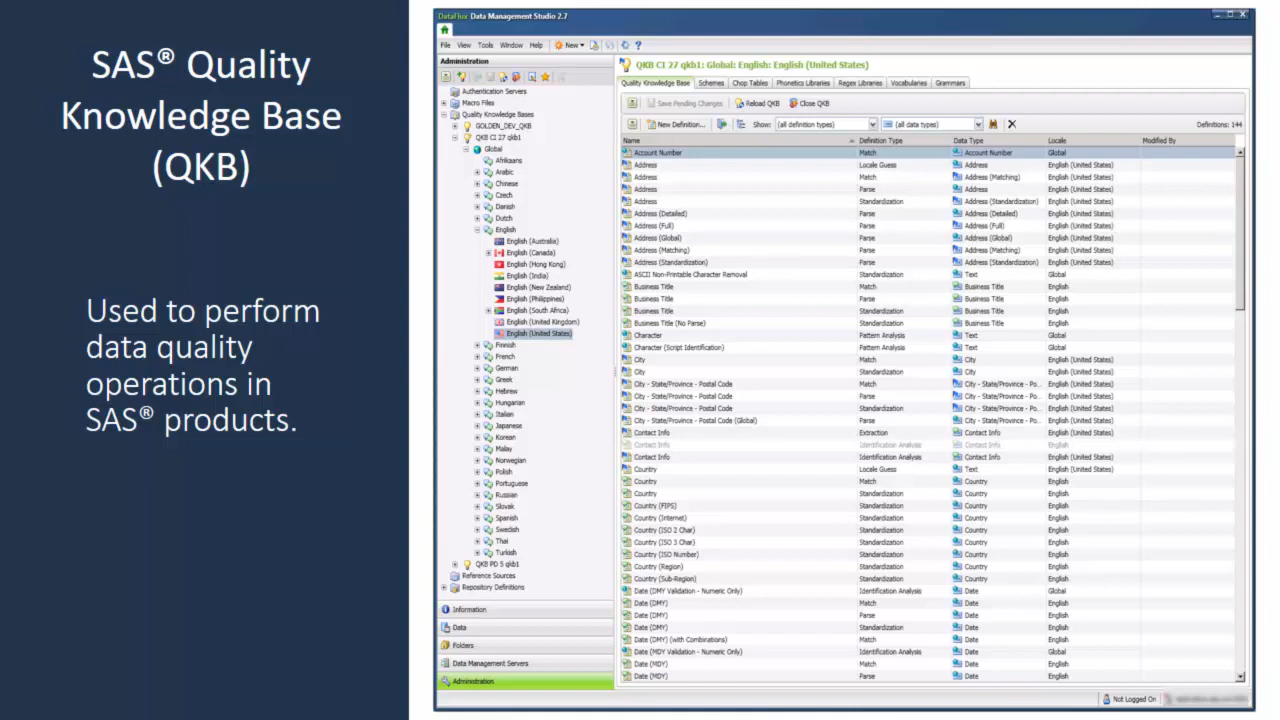 SAS® Quality
Knowledge Base
(QKB)
Used to perform
data quality
operations in
SAS® products.
DataFlux Data Management Studio 2.7
File View Tools Window Help New ?
Administration
Authentication Servers
Macro Files
Quality Knowledge Bases
GOLDEN_DEV_QKB
QKB CI 27 qkb1
Global
Afrikaans
Arabic
Chinese
Czech
Danish
Dutch
English
English (Australia)
English (Canada)
English (Hong Kong)
English (India)
English (New Zealand)
English (Philippines)
English (South Africa)
English (United Kingdom)
English (United States)
Finnish
French
German
Greek
Hebrew
Hungarian
Italian
Japanese
Korean
Malay
Norwegian
Polish
Portuguese
Russian
Slovak
Spanish
Swedish
Thai
Turkish
QKB PD 5 qkb1
Reference Sources
Repository Definitions
Information
Data
Folders
Data Management Servers
Administration
QKB CI 27 qkb1: Global: English: English (United States)
Quality Knowledge Base Schemes Chop Tables Phonetics Libraries Regex Libraries Vocabularies Grammars
Save Pending Changes Reload QKB Close QKB
New Definition... Show: (all definition types) (all data types) Definitions: 144
Name Definition Type Data Type Locale Modified By
Account Number Match Account Number Global
Address Locale Guess Address English (United States)
Address Match Address (Matching) English (United States)
Address Parse Address English (United States)
Address Standardization Address (Standardization) English (United States)
Address (Detailed) Parse Address (Detailed) English (United States)
Address (Full) Parse Address (Full) English (United States)
Address (Global) Parse Address (Global) English (United States)
Address (Matching) Parse Address (Matching) English (United States)
Address (Standardization) Parse Address (Standardization) English (United States)
ASCII Non-Printable Character Removal Standardization Text Global
Business Title Match Business Title English
Business Title Parse Business Title English
Business Title Standardization Business Title English
Business Title (No Parse) Standardization Business Title English
Character Pattern Analysis Text Global
Character (Script Identification) Pattern Analysis Text Global
City Match City English (United States)
City Standardization City English (United States)
City - State/Province - Postal Code Match City - State/Province - Po... English (United States)
City - State/Province - Postal Code Parse City - State/Province - Po... English (United States)
City - State/Province - Postal Code Standardization City - State/Province - Po... English (United States)
City - State/Province - Postal Code (Global) Parse City - State/Province - Po... English (United States)
Contact Info Extraction Contact Info English (United States)
Contact Info Identification Analysis Contact Info English
Contact Info Identification Analysis Contact Info English (United States)
Country Locale Guess Text English (United States)
Country Match Country English
Country Standardization Country English
Country (FIPS) Standardization Country English
Country (Internet) Standardization Country English
Country (ISO 2 Char) Standardization Country English
Country (ISO 3 Char) Standardization Country English
Country (ISO Number) Standardization Country English
Country (Region) Standardization Country English
Country (Sub-Region) Standardization Country English
Date (DMY Validation - Numeric Only) Identification Analysis Date Global
Date (DMY) Match Date English
Date (DMY) Parse Date English
Date (DMY) Standardization Date English
Date (DMY) (with Combinations) Match Date English
Date (MDY Validation - Numeric Only) Identification Analysis Date Global
Date (MDY) Match Date English
Date (MDY) Parse Date English
Not Logged On